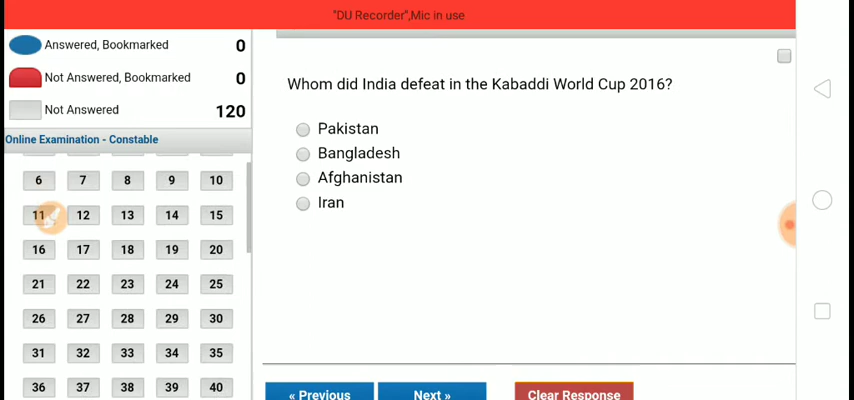 "DU Recorder",Mic in use
Answered, Bookmarked 0
Not Answered, Bookmarked 0
Not Answered 120
Online Examination - Constable
6 7 8 9 10
11 12 13 14 15
16 17 18 19 20
21 22 23 24 25
26 27 28 29 30
31 32 33 34 35
36 37 38 39 40
Whom did India defeat in the Kabaddi World Cup 2016?
Pakistan
Bangladesh
Afghanistan
Iran
« Previous Next » Clear Response